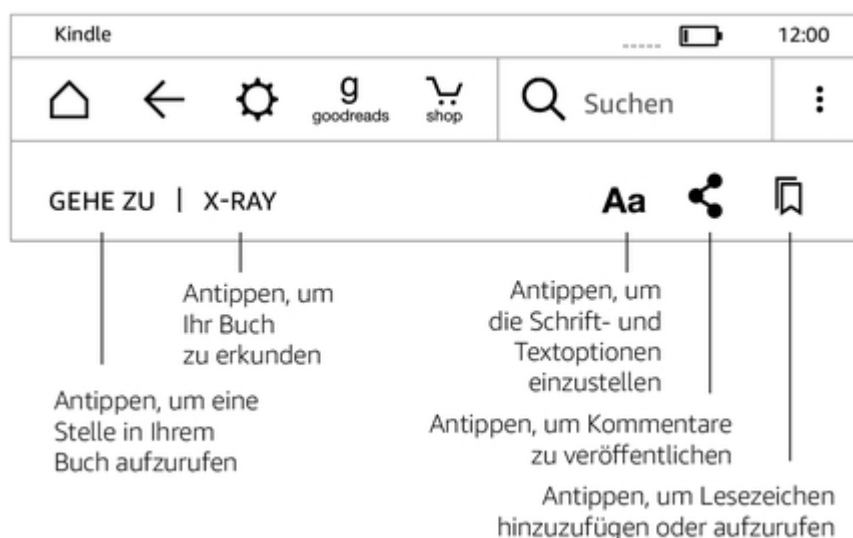 Kindle
12:00
g
goodreads
shop
Suchen
GEHE ZU | X-RAY
Aa
Antippen, um
Ihr Buch
zu erkunden
Antippen, um eine
Stelle in Ihrem
Buch aufzurufen
Antippen, um
die Schrift- und
Textoptionen
einzustellen
Antippen, um Kommentare
zu veröffentlichen
Antippen, um Lesezeichen
hinzuzufügen oder aufzurufen